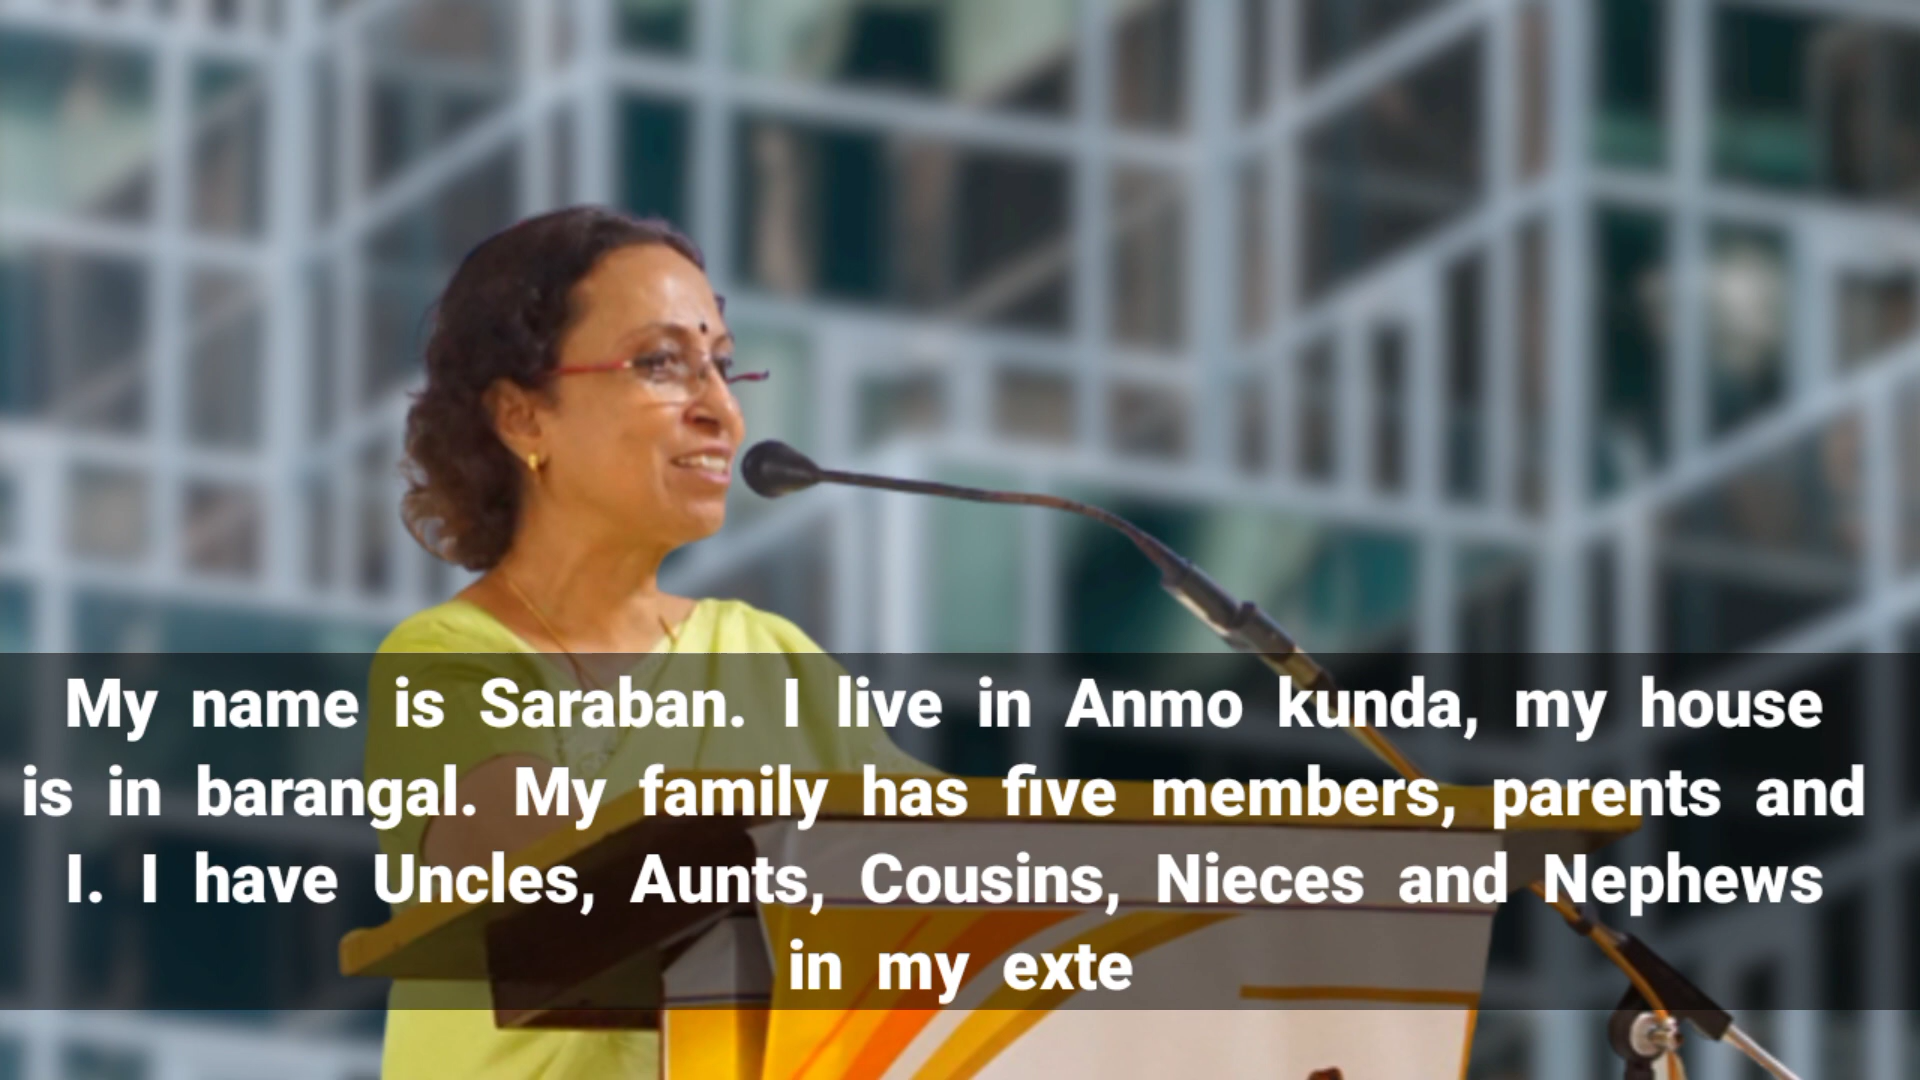 My name is Saraban. I live in Anmo kunda, my house
is in barangal. My family has five members, parents and
I. I have Uncles, Aunts, Cousins, Nieces and Nephews
in my exte